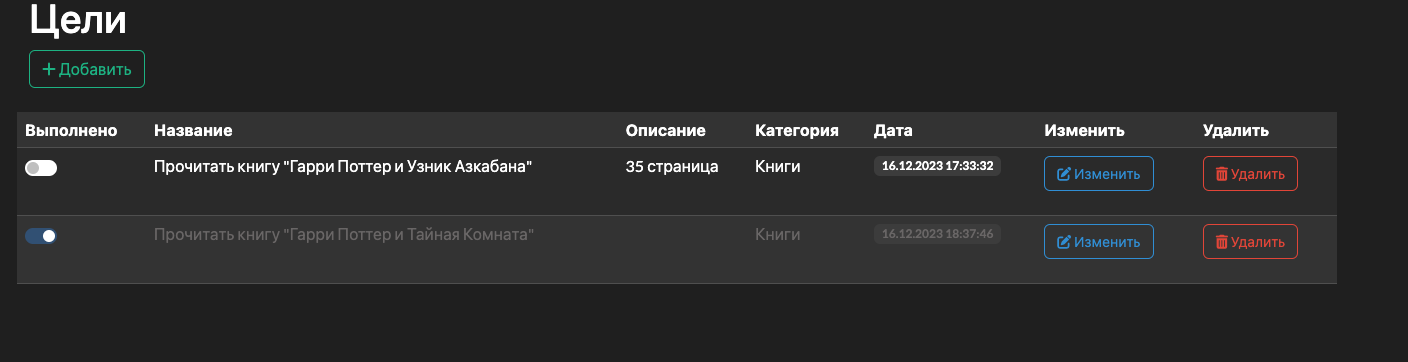 Цели
Добавить
Выполнено Название Описание Категория Дата Изменить Удалить
Прочитать книгу "Гарри Поттер и Узник Азкабана" 35 страница Книги 16.12.2023 17:33:32 Изменить Удалить
Прочитать книгу "Гарри Поттер и Тайная Комната" Книги 16.12.2023 18:37:46 Изменить Удалить